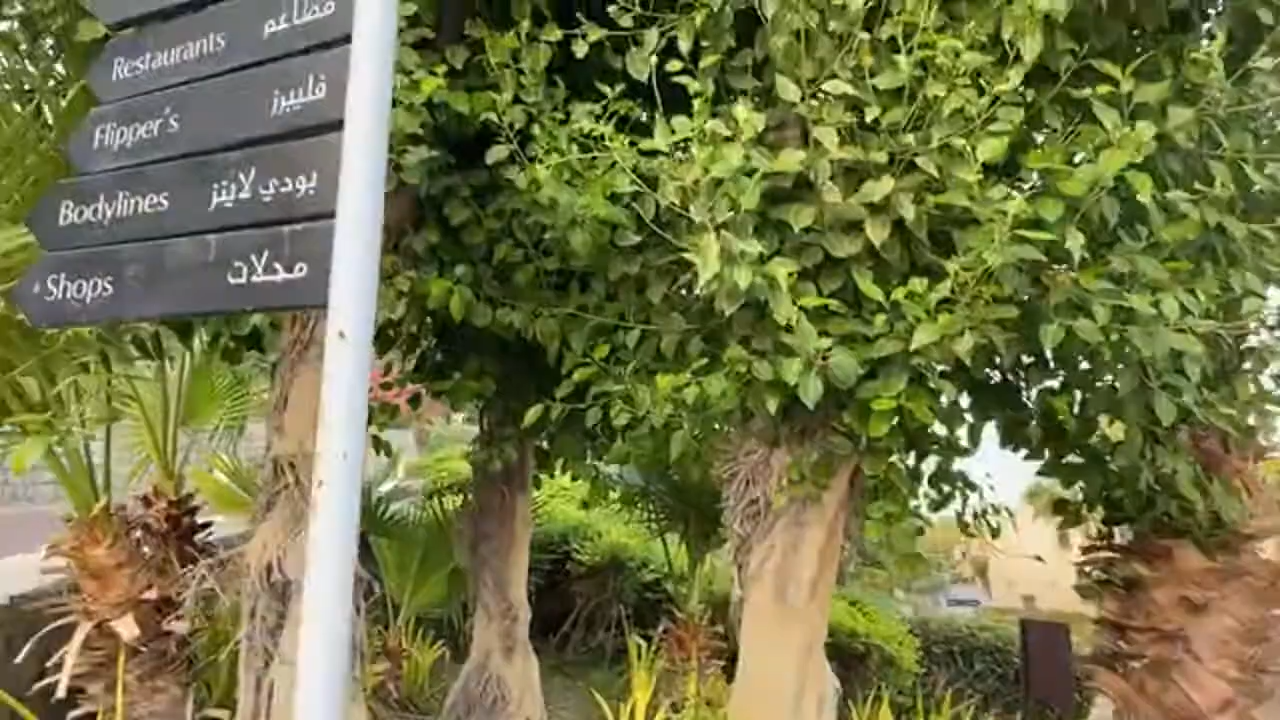 Restaurants مطاعم
Flipper's فليبرز
Bodylines بودي لاينز
Shops محلات